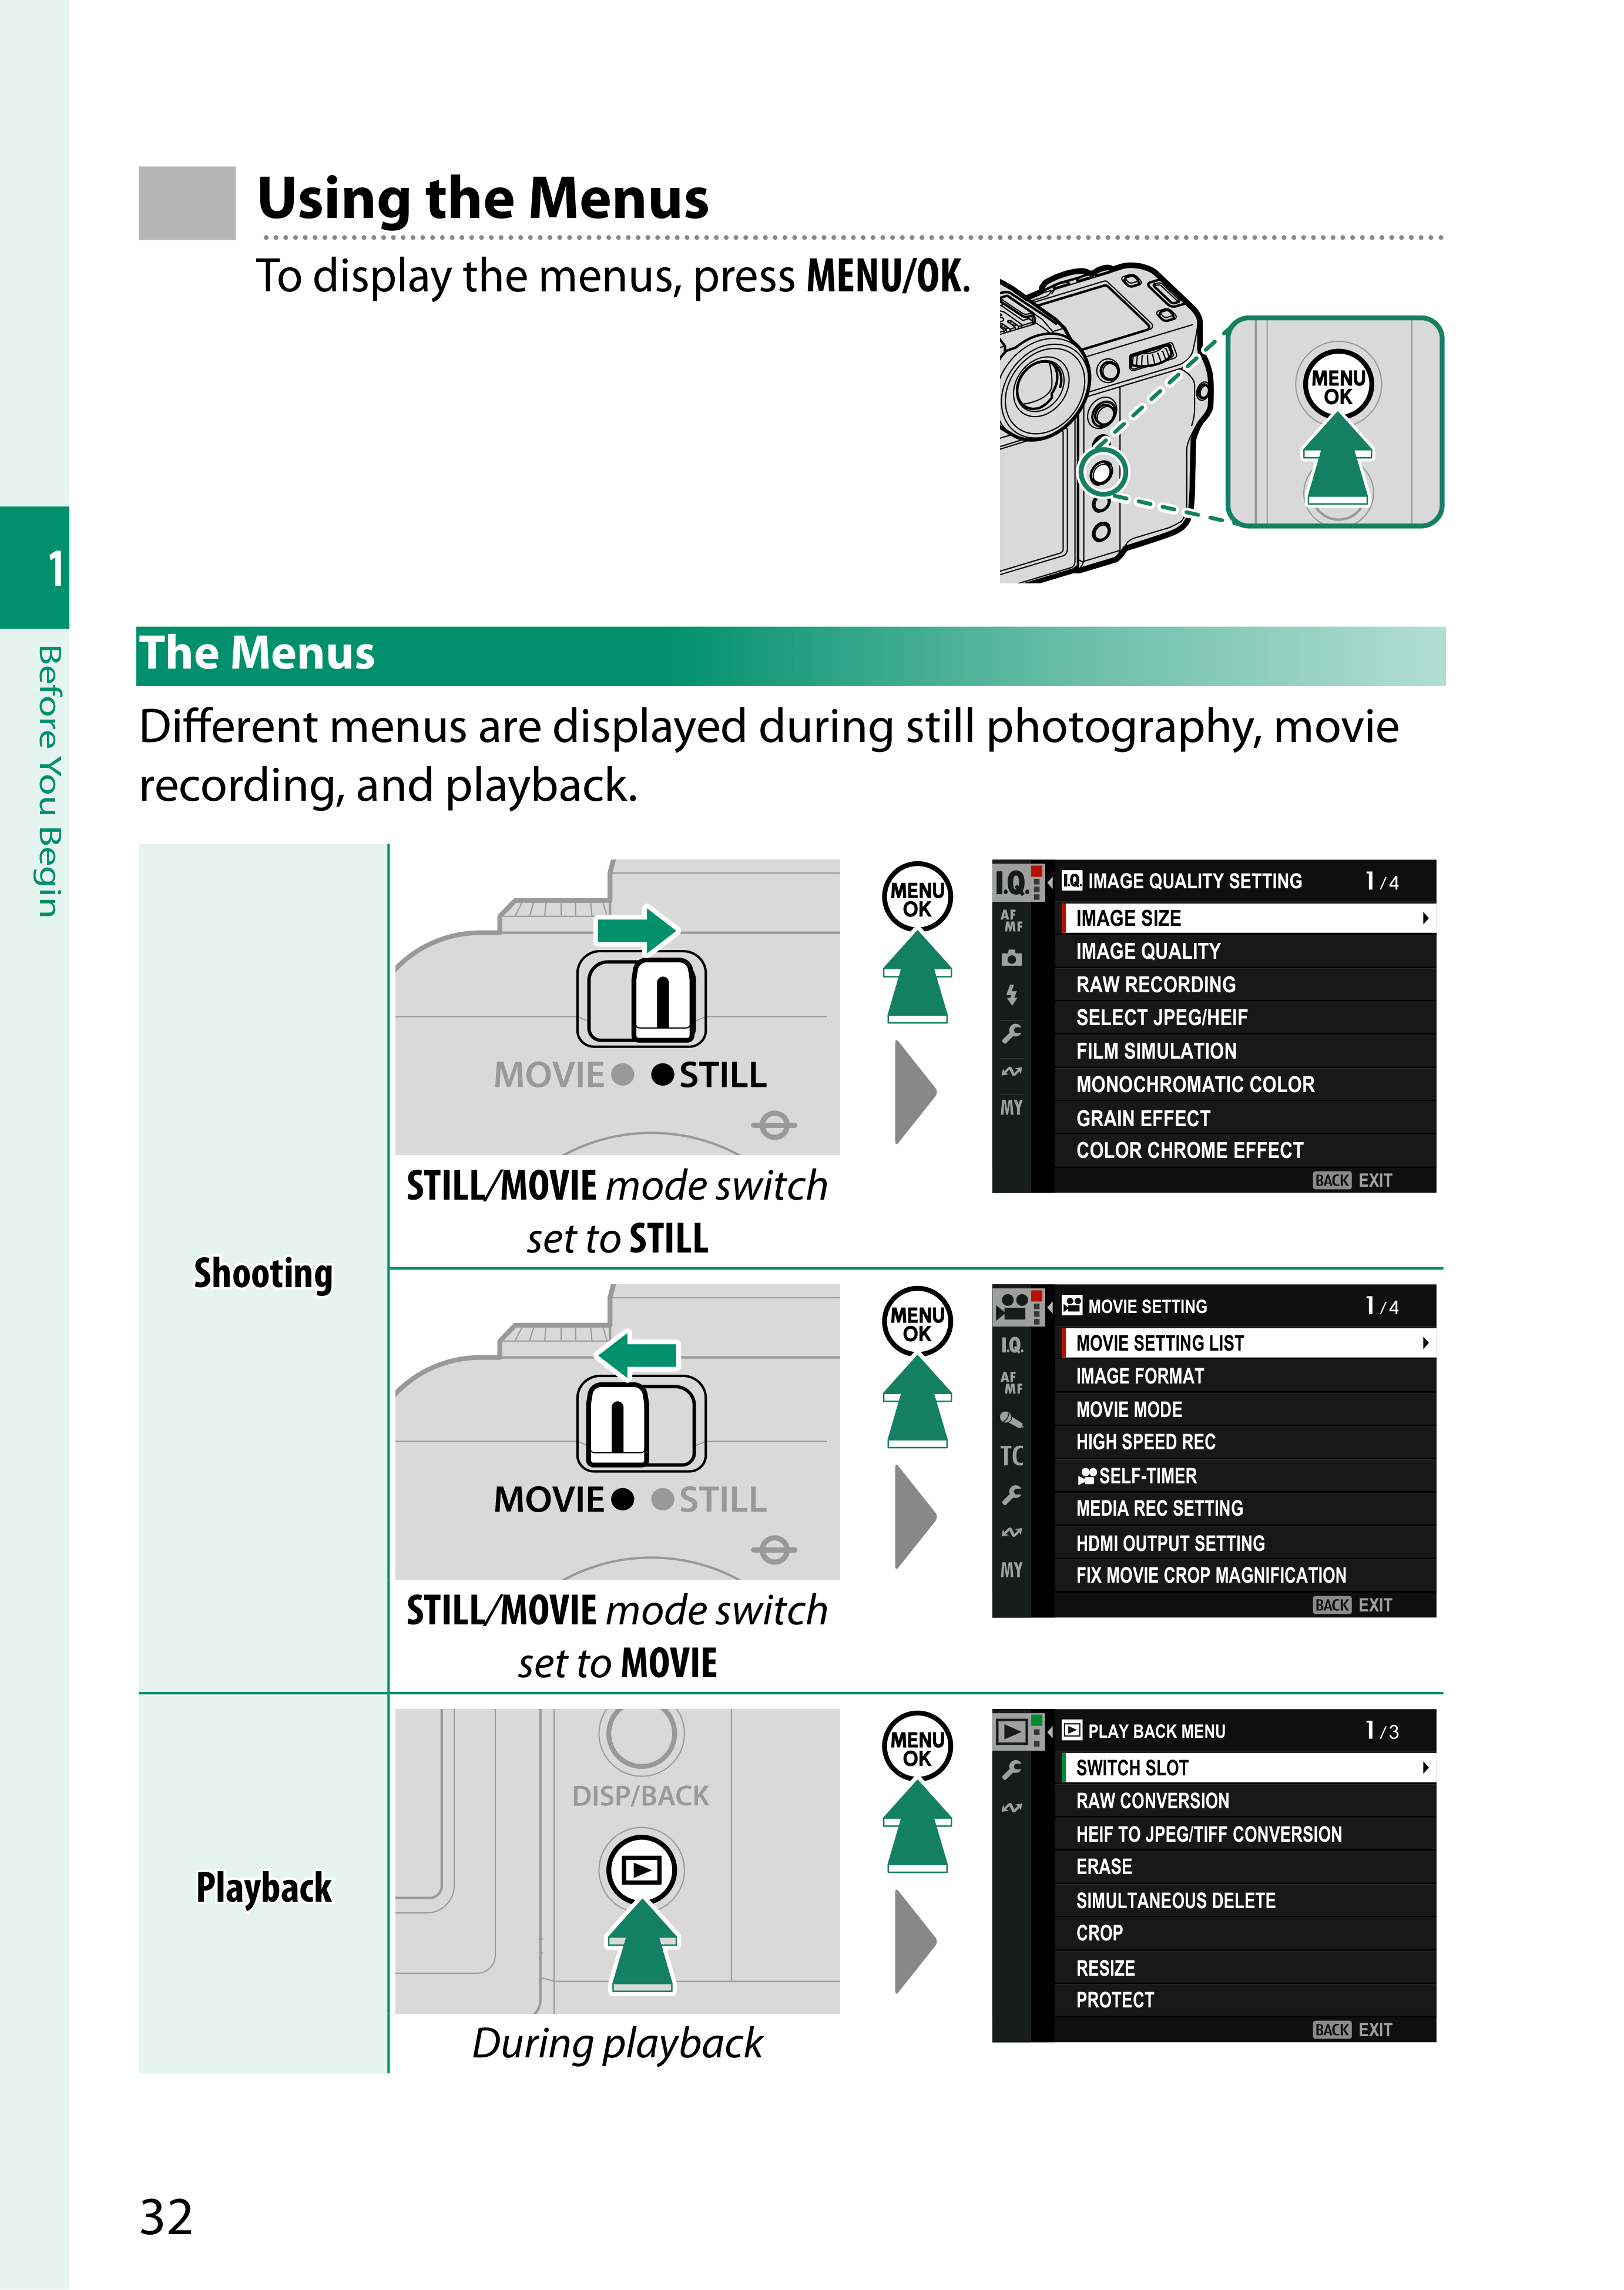 Using the Menus
To display the menus, press MENU/OK.
MENU
OK
1
Before You Begin
The Menus
Different menus are displayed during still photography, movie
recording, and playback.
Shooting
MOVIE STILL
STILL/MOVIE mode switch
set to STILL
MENU
OK
I.Q. IMAGE QUALITY SETTING 1/4
I.Q.
AF
MF
MY
IMAGE SIZE
IMAGE QUALITY
RAW RECORDING
SELECT JPEG/HEIF
FILM SIMULATION
MONOCHROMATIC COLOR
GRAIN EFFECT
COLOR CHROME EFFECT
BACK EXIT
MOVIE STILL
STILL/MOVIE mode switch
set to MOVIE
MENU
OK
MOVIE SETTING 1/4
I.Q.
AF
MF
TC
MY
MOVIE SETTING LIST
IMAGE FORMAT
MOVIE MODE
HIGH SPEED REC
SELF-TIMER
MEDIA REC SETTING
HDMI OUTPUT SETTING
FIX MOVIE CROP MAGNIFICATION
BACK EXIT
Playback
DISP/BACK
During playback
MENU
OK
PLAY BACK MENU 1/3
SWITCH SLOT
RAW CONVERSION
HEIF TO JPEG/TIFF CONVERSION
ERASE
SIMULTANEOUS DELETE
CROP
RESIZE
PROTECT
BACK EXIT
32